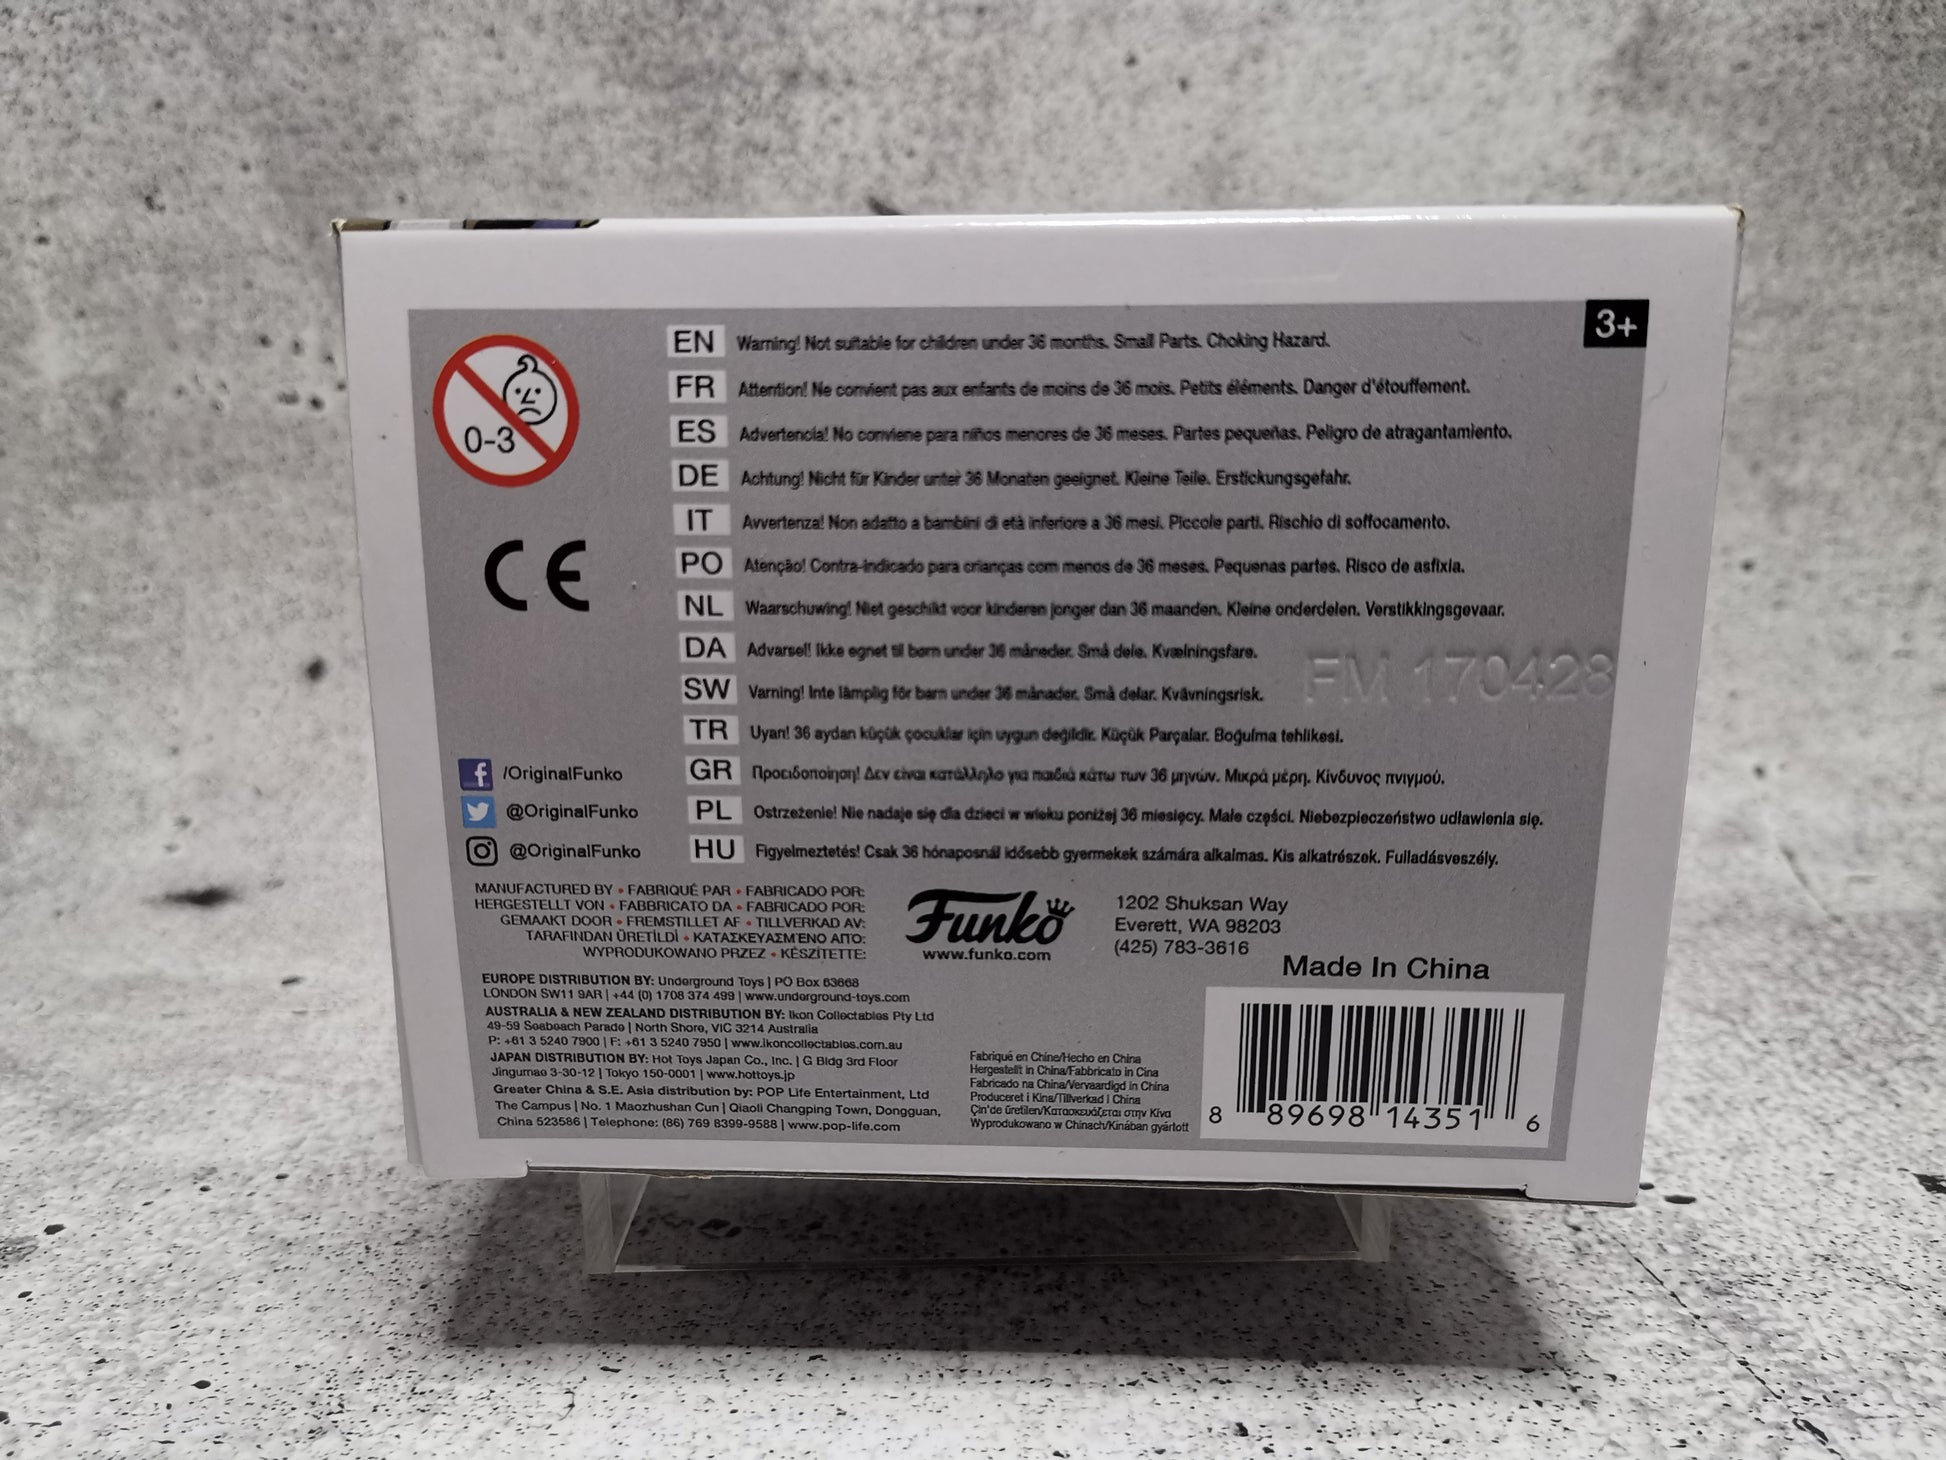 3+
0-3
CE
EN Warning! Not suitable for children under 36 months. Small Parts. Choking Hazard.
FR Attention! Ne convient pas aux enfants de moins de 36 mois. Petits éléments. Danger d'étouffement.
ES Advertencia! No conviene para niños menores de 36 meses. Partes pequeñas. Peligro de atragantamiento.
DE Achtung! Nicht für Kinder unter 36 Monaten geeignet. Kleine Teile. Erstickungsgefahr.
IT Avvertenza! Non adatto a bambini di età inferiore a 36 mesi. Piccole parti. Rischio di soffocamento.
PO Atenção! Contra-indicado para crianças com menos de 36 meses. Pequenas partes. Risco de asfixia.
NL Waarschuwing! Niet geschikt voor kinderen jonger dan 36 maanden. Kleine onderdelen. Verstikkingsgevaar.
DA Advarsel! Ikke egnet til børn under 36 måneder. Små dele. Kvælningsfare.
SW Varning! Inte lämplig för barn under 36 månader. Små delar. Kvävningsrisk.
FM 170428
TR Uyarı! 36 aydan küçük çocuklar için uygun değildir. Küçük Parçalar. Boğulma tehlikesi.
GR Προειδοποίηση! Δεν είναι κατάλληλο για παιδιά κάτω των 36 μηνών. Μικρά μέρη. Κίνδυνος πνιγμού.
PL Ostrzeżenie! Nie nadaje się dla dzieci w wieku poniżej 36 miesięcy. Małe części. Niebezpieczeństwo udławienia się.
HU Figyelmeztetés! Csak 36 hónaposnál idősebb gyermekek számára alkalmas. Kis alkatrészek. Fulladásveszély.
/OriginalFunko
@OriginalFunko
@OriginalFunko
MANUFACTURED BY • FABRIQUÉ PAR • FABRICADO POR:
HERGESTELLT VON • FABBRICATO DA • FABRICADO POR:
GEMAAKT DOOR • FREMSTILLET AF • TILLVERKAD AV:
TARAFINDAN ÜRETİLDİ • ΚΑΤΑΣΚΕΥΑΣΜΈΝΟ ΑΠΌ:
WYPRODUKOWANO PRZEZ • KÉSZÍTETTE:
Funko
www.funko.com
1202 Shuksan Way
Everett, WA 98203
(425) 783-3616
Made In China
EUROPE DISTRIBUTION BY: Underground Toys | PO Box 63668
LONDON SW11 9AR | +44 (0) 1708 374 499 | www.underground-toys.com
AUSTRALIA & NEW ZEALAND DISTRIBUTION BY: Ikon Collectables Pty Ltd
49-59 Seabeach Parade | North Shore, VIC 3214 Australia
P: +61 3 5240 7900 | F: +61 3 5240 7950 | www.ikoncollectables.com.au
JAPAN DISTRIBUTION BY: Hot Toys Japan Co., Inc. | G Bldg 3rd Floor
Jingumae 3-30-12 | Tokyo 150-0001 | www.hottoys.jp
Greater China & S.E. Asia distribution by: POP Life Entertainment, Ltd
The Campus | No. 1 Maozhushan Cun | Qiaoli Changping Town, Dongguan,
China 523586 | Telephone: (86) 769 8399-9588 | www.pop-life.com
Fabriqué en Chine/Hecho en China
Hergestellt in China/Fabbricato in Cina
Fabricado na China/Vervaardigd in China
Produceret i Kina/Tillverkad I China
Çin'de üretilen/Κατασκευάζεται στην Κίνα
Wyprodukowano w Chinach/Kínában gyártott
8 89698 14351 6